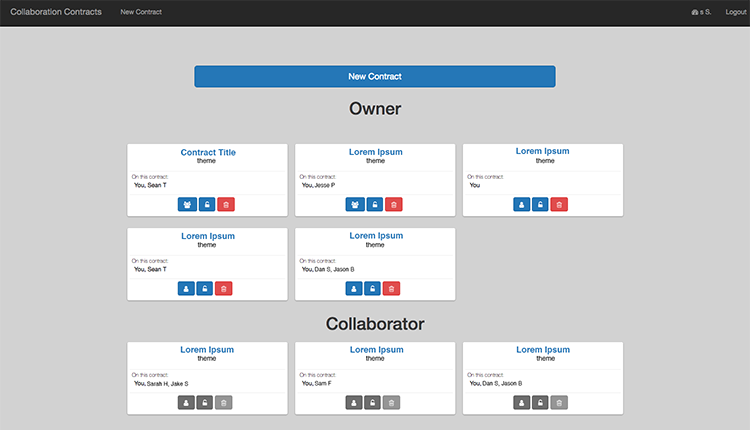 Collaboration Contracts New Contract s S. Logout
New Contract
Owner
Contract Title
theme
On this contract:
You, Sean T
Lorem Ipsum
theme
On this contract:
You, Jesse P
Lorem Ipsum
theme
On this contract:
You
Lorem Ipsum
theme
On this contract:
You, Sean T
Lorem Ipsum
theme
On this contract:
You, Dan S, Jason B
Collaborator
Lorem Ipsum
theme
On this contract:
You, Sarah H, Jake S
Lorem Ipsum
theme
On this contract:
You, Sam F
Lorem Ipsum
theme
On this contract:
You, Dan S, Jason B